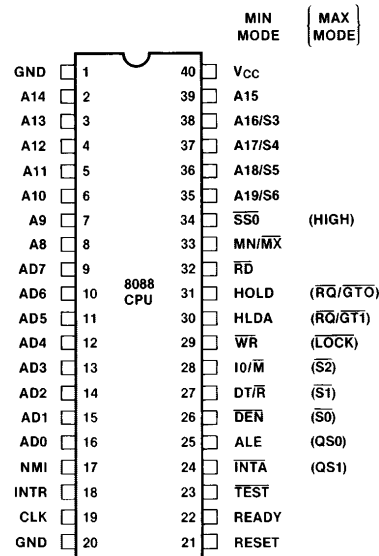 MIN MAX
MODE MODE
GND 1 40 VCC
A14 2 39 A15
A13 3 38 A16/S3
A12 4 37 A17/S4
A11 5 36 A18/S5
A10 6 35 A19/S6
A9 7 34 SS0 (HIGH)
A8 8 33 MN/MX
AD7 9 32 RD
8088
CPU
AD6 10 31 HOLD (RQ/GTO)
AD5 11 30 HLDA (RQ/GT1)
AD4 12 29 WR (LOCK)
AD3 13 28 IO/M (S2)
AD2 14 27 DT/R (S1)
AD1 15 26 DEN (S0)
AD0 16 25 ALE (QS0)
NMI 17 24 INTA (QS1)
INTR 18 23 TEST
CLK 19 22 READY
GND 20 21 RESET